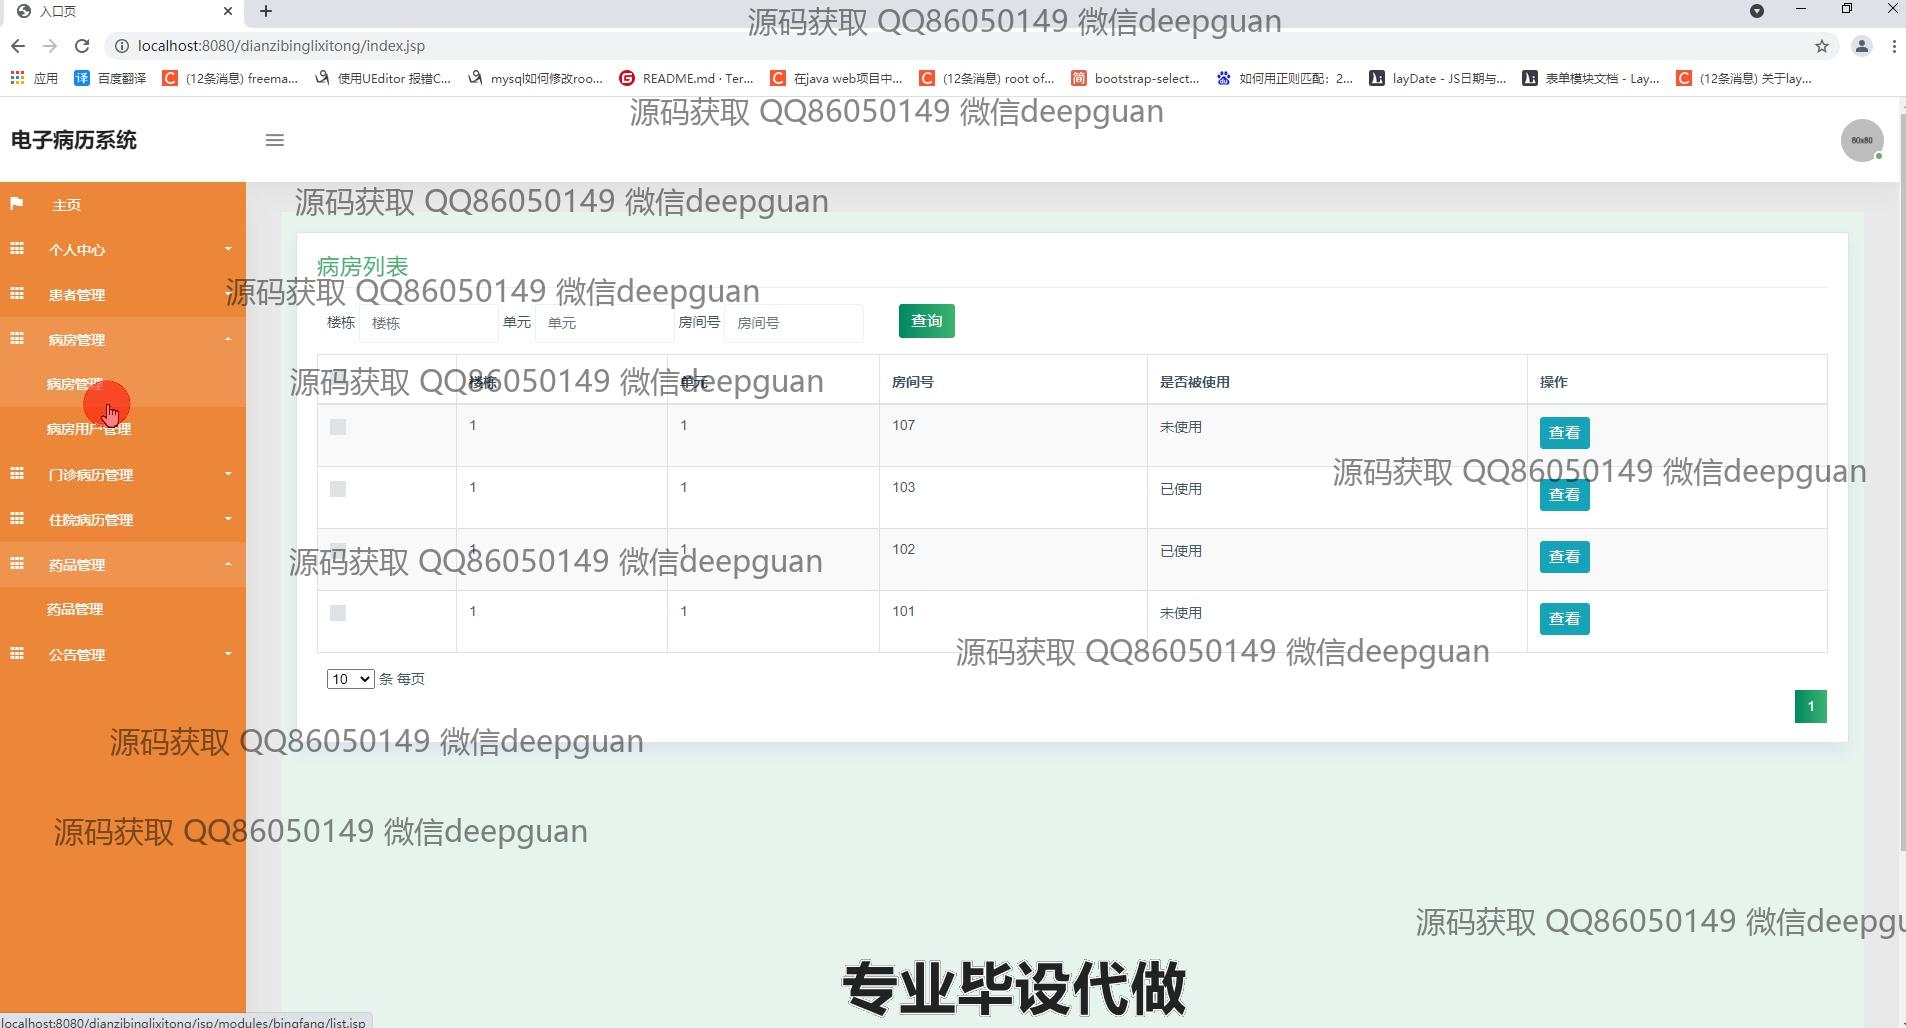 入口页
源码获取 QQ86050149 微信deepguan
localhost:8080/dianzibinglixitong/index.jsp
应用 百度翻译 (12条消息) freema... 使用UEditor 报错C... mysql如何修改roo... README.md · Ter... 在java web项目中... (12条消息) root of... bootstrap-select... 如何用正则匹配：2... layDate - JS日期与... 表单模块文档 - Lay... (12条消息) 关于lay...
源码获取 QQ86050149 微信deepguan
电子病历系统
80x80
主页
源码获取 QQ86050149 微信deepguan
个人中心
病房列表
患者管理
源码获取 QQ86050149 微信deepguan
楼栋 楼栋 单元 单元 房间号 房间号 查询
病房管理
病房管理
源码获取 QQ86050149 微信deepguan
楼栋 单元 房间号 是否被使用 操作
病房用户管理
1 1 107 未使用 查看
门诊病历管理
源码获取 QQ86050149 微信deepguan
1 1 103 已使用 查看
住院病历管理
药品管理
源码获取 QQ86050149 微信deepguan
1 1 102 已使用 查看
药品管理
1 1 101 未使用 查看
公告管理
源码获取 QQ86050149 微信deepguan
10 条 每页
1
源码获取 QQ86050149 微信deepguan
源码获取 QQ86050149 微信deepguan
源码获取 QQ86050149 微信deepgu
专业毕设代做
localhost:8080/dianzibinglixitong/jsp/modules/bingfang/list.jsp